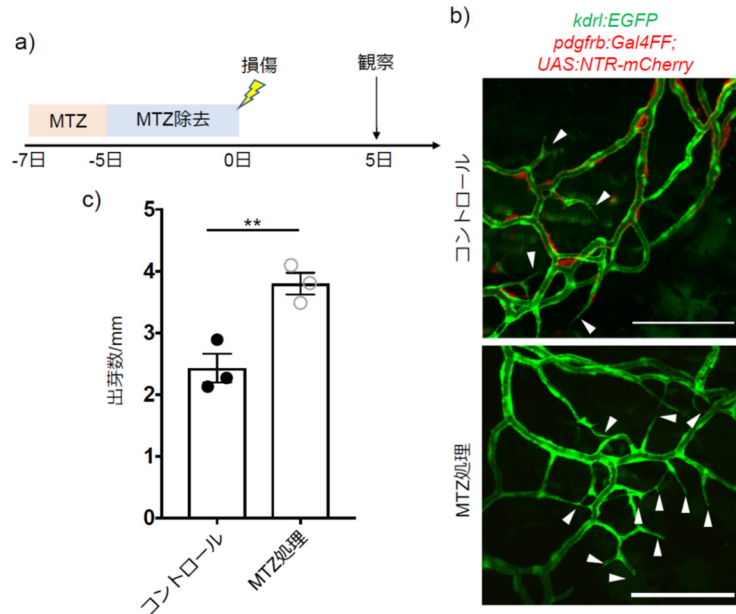 a)
損傷
観察
MTZ
MTZ除去
-7日
-5日
0日
5日
b)
kdrl:EGFP
pdgfrb:Gal4FF;
UAS:NTR-mCherry
コントロール
MTZ処理
c)
**
出芽数/mm
5
4
3
2
1
0
コントロール
MTZ処理